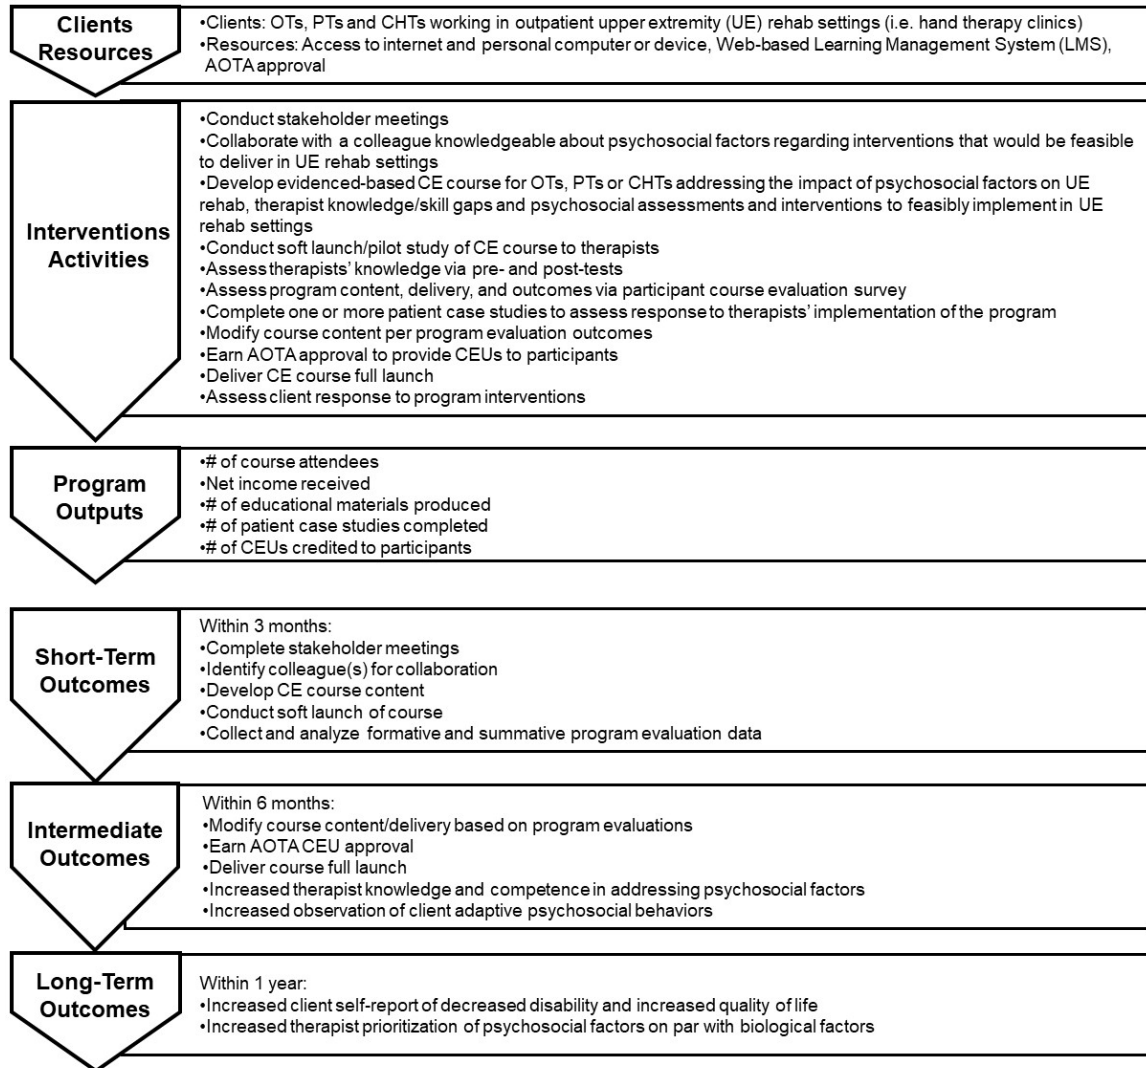 Clients
Resources
•Clients: OTs, PTs and CHTs working in outpatient upper extremity (UE) rehab settings (i.e. hand therapy clinics)
•Resources: Access to internet and personal computer or device, Web-based Learning Management System (LMS),
AOTA approval
Interventions
Activities
•Conduct stakeholder meetings
•Collaborate with a colleague knowledgeable about psychosocial factors regarding interventions that would be feasible
to deliver in UE rehab settings
•Develop evidenced-based CE course for OTs, PTs or CHTs addressing the impact of psychosocial factors on UE
rehab, therapist knowledge/skill gaps and psychosocial assessments and interventions to feasibly implement in UE
rehab settings
•Conduct soft launch/pilot study of CE course to therapists
•Assess therapists' knowledge via pre- and post-tests
•Assess program content, delivery, and outcomes via participant course evaluation survey
•Complete one or more patient case studies to assess response to therapists' implementation of the program
•Modify course content per program evaluation outcomes
•Earn AOTA approval to provide CEUs to participants
•Deliver CE course full launch
•Assess client response to program interventions
Program
Outputs
•# of course attendees
•Net income received
•# of educational materials produced
•# of patient case studies completed
•# of CEUs credited to participants
Short-Term
Outcomes
Within 3 months:
•Complete stakeholder meetings
•Identify colleague(s) for collaboration
•Develop CE course content
•Conduct soft launch of course
•Collect and analyze formative and summative program evaluation data
Intermediate
Outcomes
Within 6 months:
•Modify course content/delivery based on program evaluations
•Earn AOTA CEU approval
•Deliver course full launch
•Increased therapist knowledge and competence in addressing psychosocial factors
•Increased observation of client adaptive psychosocial behaviors
Long-Term
Outcomes
Within 1 year:
•Increased client self-report of decreased disability and increased quality of life
•Increased therapist prioritization of psychosocial factors on par with biological factors